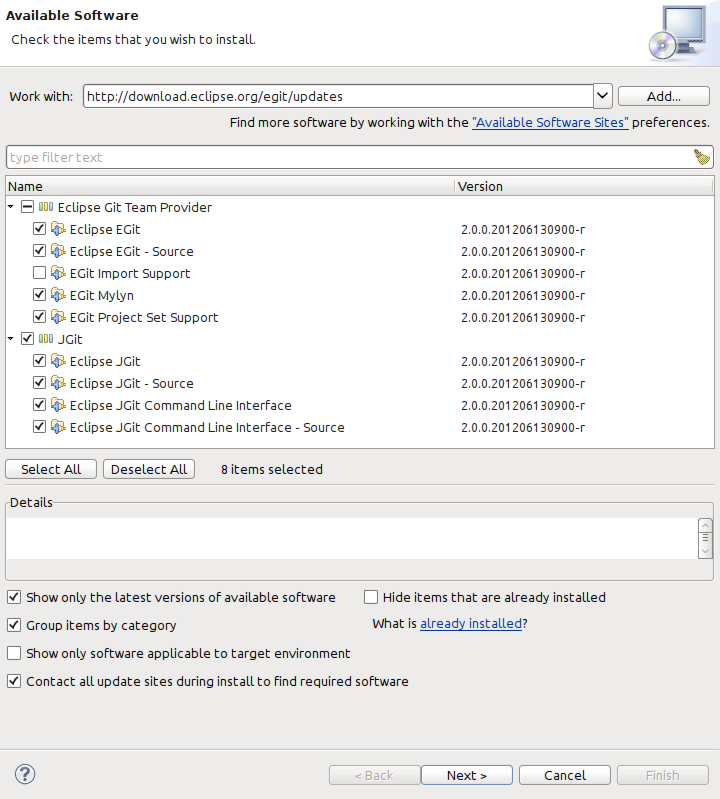 Available Software
Check the items that you wish to install.
Work with: http://download.eclipse.org/egit/updates Add...
Find more software by working with the "Available Software Sites" preferences.
type filter text
Name Version
Eclipse Git Team Provider
Eclipse EGit 2.0.0.201206130900-r
Eclipse EGit - Source 2.0.0.201206130900-r
EGit Import Support 2.0.0.201206130900-r
EGit Mylyn 2.0.0.201206130900-r
EGit Project Set Support 2.0.0.201206130900-r
JGit
Eclipse JGit 2.0.0.201206130900-r
Eclipse JGit - Source 2.0.0.201206130900-r
Eclipse JGit Command Line Interface 2.0.0.201206130900-r
Eclipse JGit Command Line Interface - Source 2.0.0.201206130900-r
Select All Deselect All 8 items selected
Details
Show only the latest versions of available software Hide items that are already installed
Group items by category What is already installed?
Show only software applicable to target environment
Contact all update sites during install to find required software
? < Back Next > Cancel Finish